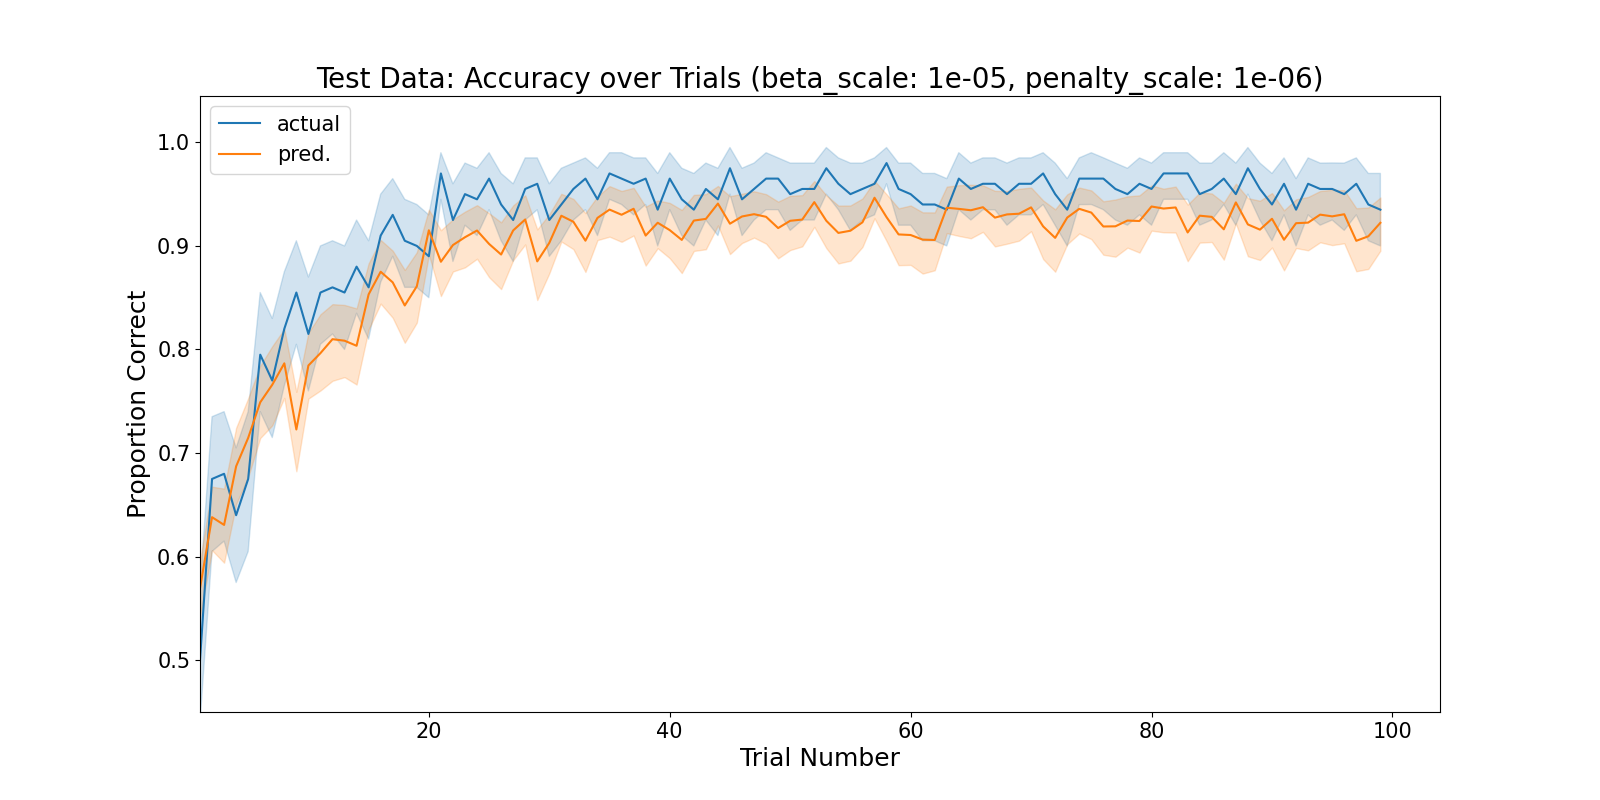 Test Data: Accuracy over Trials (beta_scale: 1e-05, penalty_scale: 1e-06)
actual
pred.
1.0
0.9
0.8
0.7
0.6
0.5
Proportion Correct
20 40 60 80 100
Trial Number